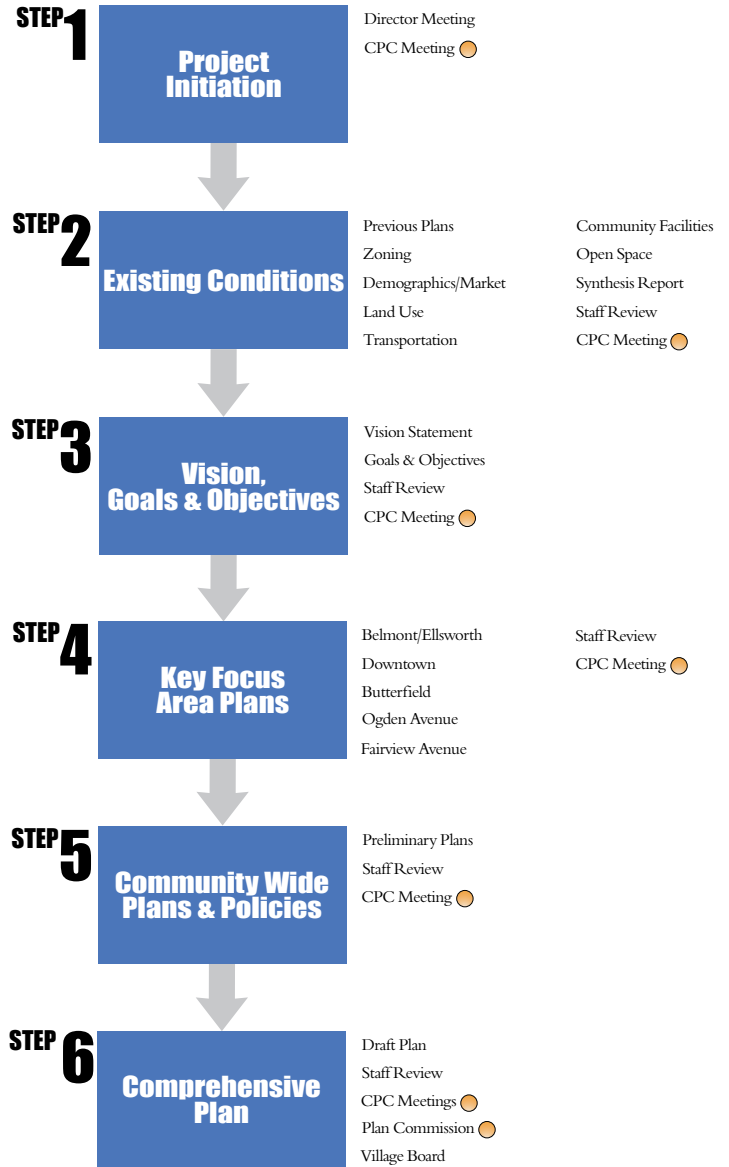 STEP 1
Project
Initiation
Director Meeting
CPC Meeting
STEP 2
Existing Conditions
Previous Plans
Zoning
Demographics/Market
Land Use
Transportation
Community Facilities
Open Space
Synthesis Report
Staff Review
CPC Meeting
STEP 3
Vision,
Goals & Objectives
Vision Statement
Goals & Objectives
Staff Review
CPC Meeting
STEP 4
Key Focus
Area Plans
Belmont/Ellsworth
Downtown
Butterfield
Ogden Avenue
Fairview Avenue
Staff Review
CPC Meeting
STEP 5
Community Wide
Plans & Policies
Preliminary Plans
Staff Review
CPC Meeting
STEP 6
Comprehensive
Plan
Draft Plan
Staff Review
CPC Meetings
Plan Commission
Village Board